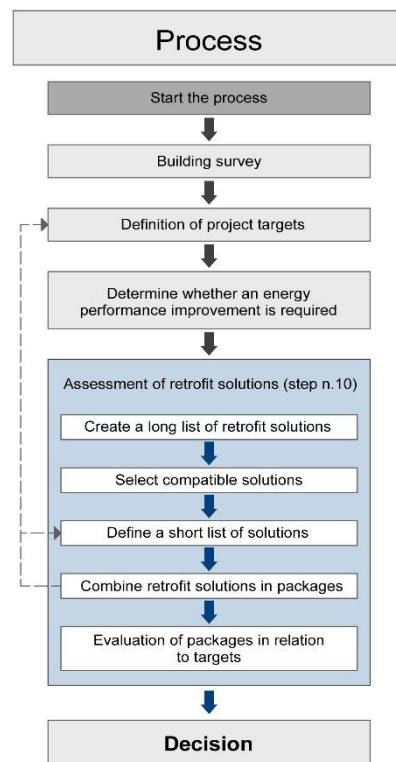 Process
Start the process
Building survey
Definition of project targets
Determine whether an energy
performance improvement is required
Assessment of retrofit solutions (step n.10)
Create a long list of retrofit solutions
Select compatible solutions
Define a short list of solutions
Combine retrofit solutions in packages
Evaluation of packages in relation
to targets
Decision